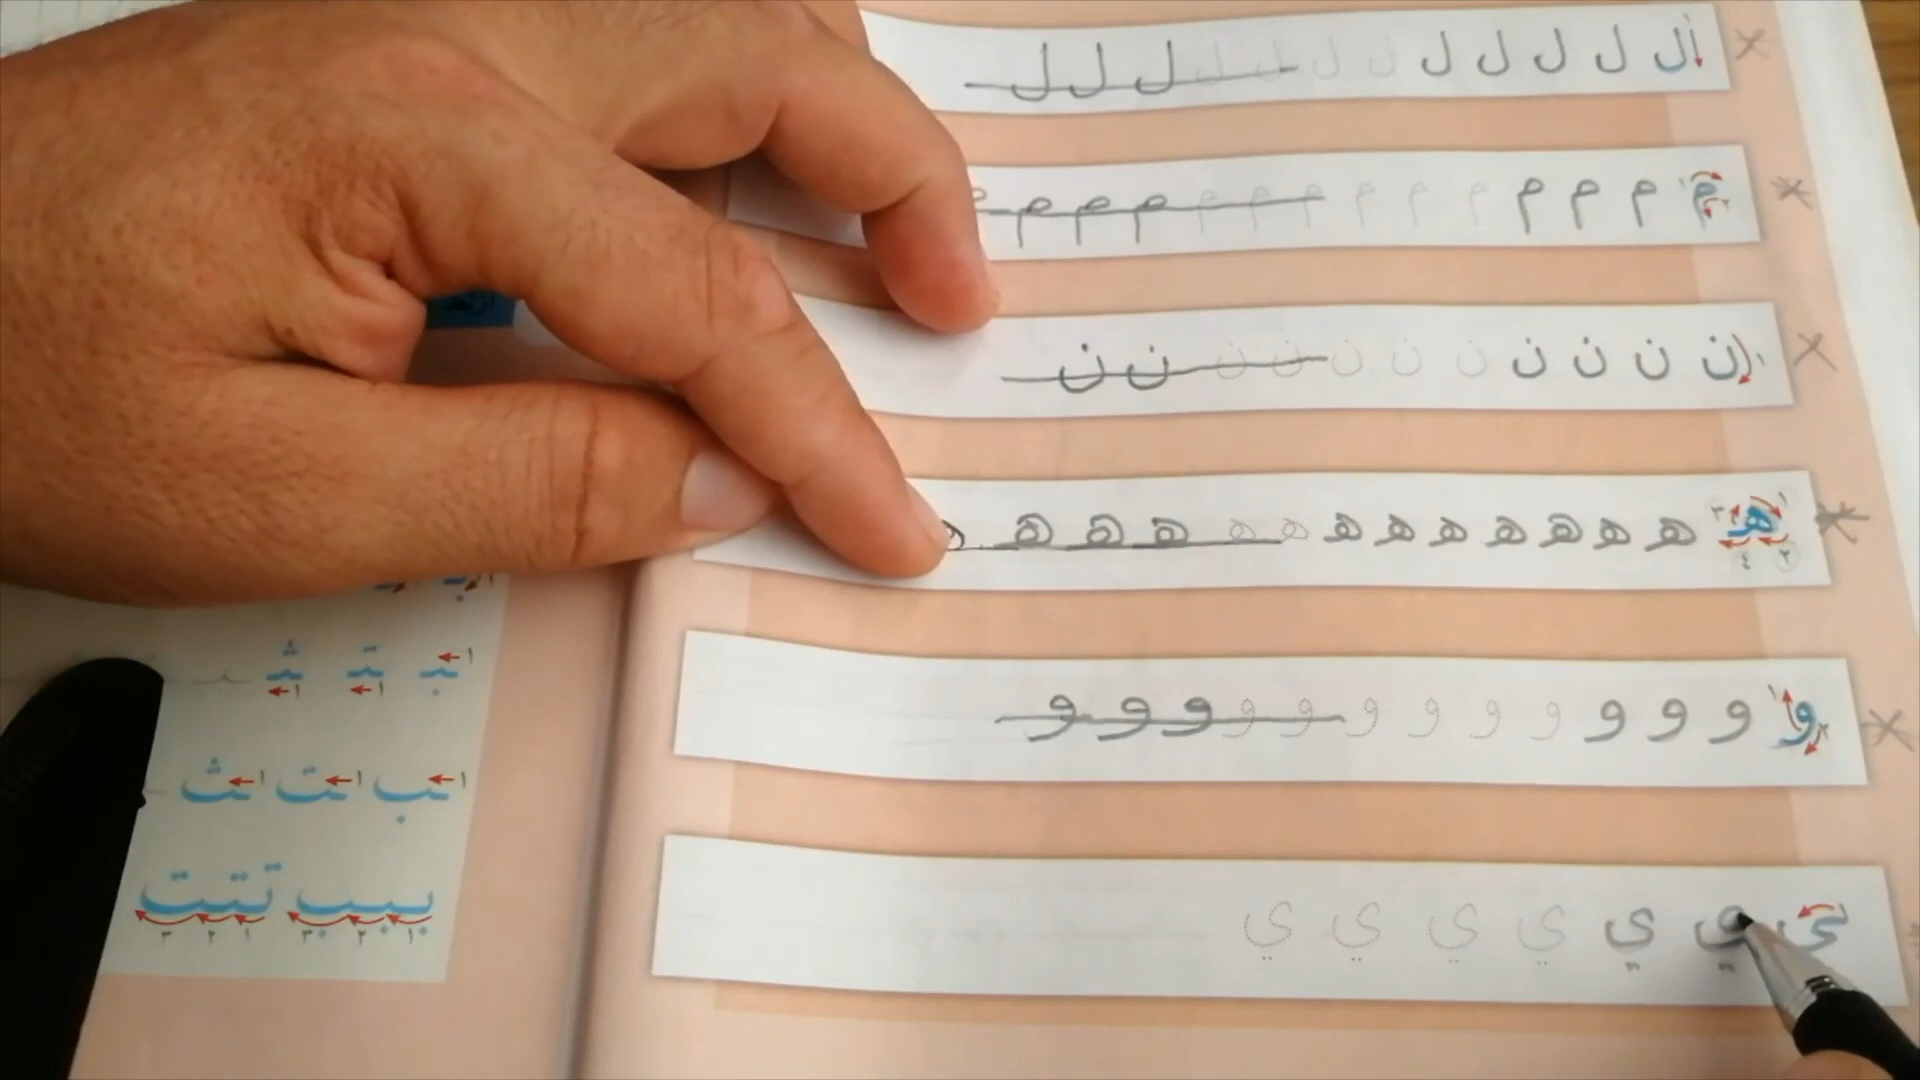 ل ل ل ل ل ل ل ل ل ل ل ل
م م م م م م م م م م م م م م
ن ن ن ن ن ن ن ن ن ن ن
ه ه ه ه ه ه ه ه ه ه ه ه ه ه
و و و و و و و و و و و و و
ي ي ي ي ي ي ي
ـبـ ـتـ ـثـ
ـب ـت ـث
ببب تتت